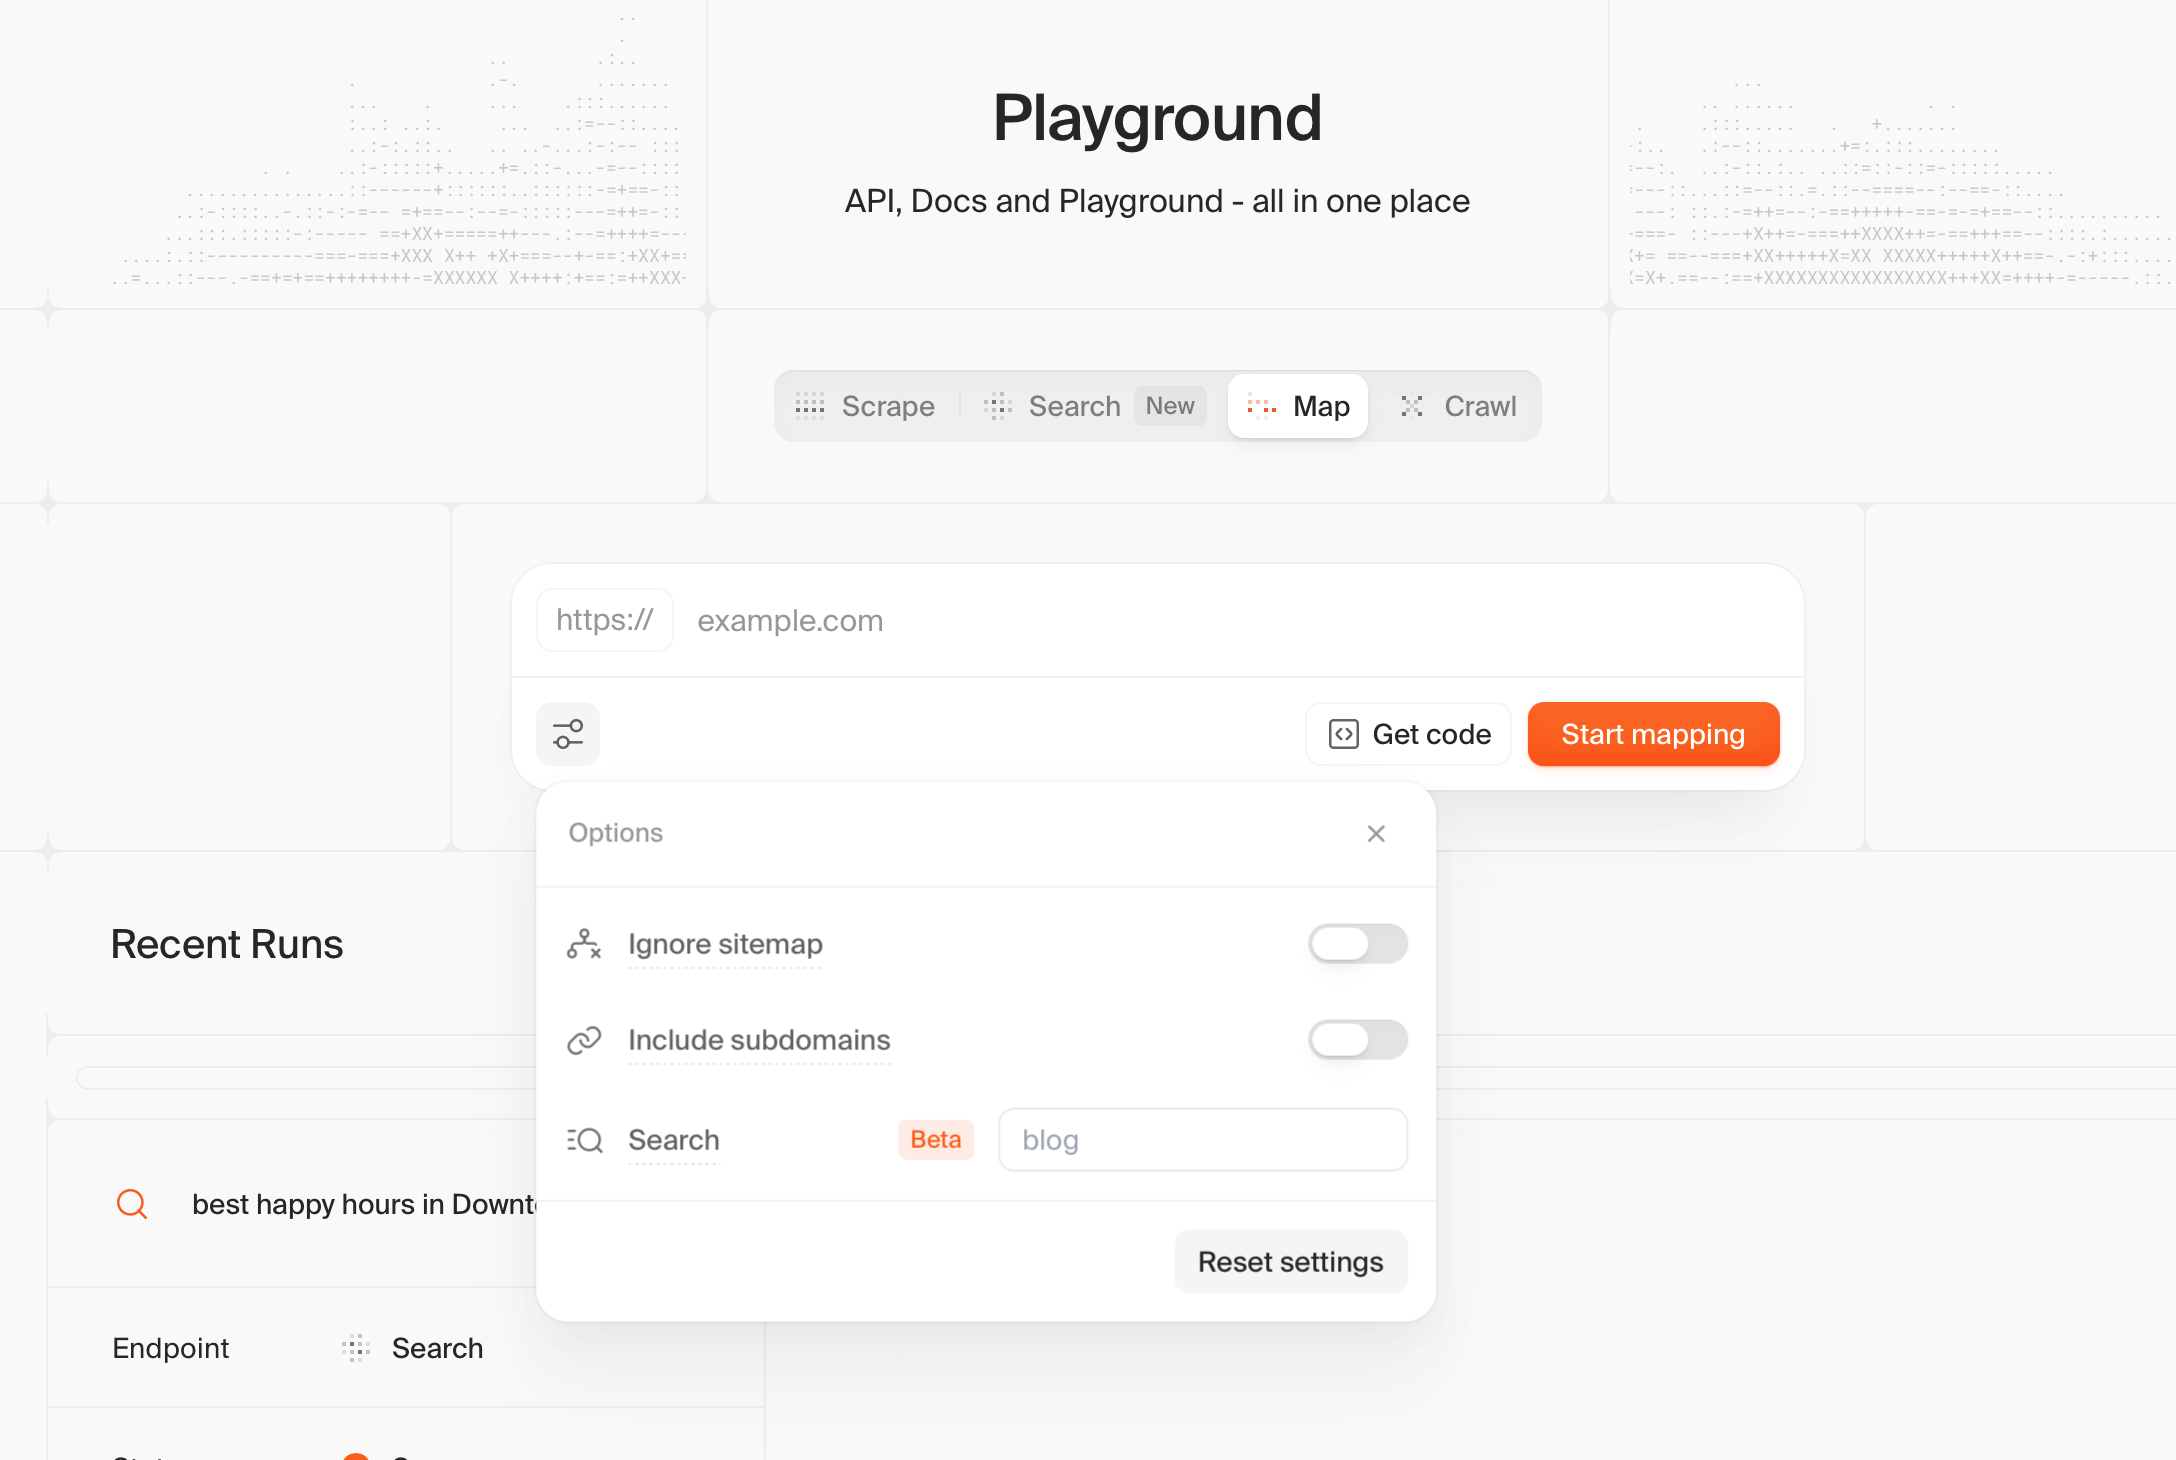 Playground
API, Docs and Playground - all in one place
Scrape
Search New
Map
Crawl
https:// example.com
Get code
Start mapping
Options
Ignore sitemap
Include subdomains
Search Beta blog
Reset settings
Recent Runs
best happy hours in Downt
Endpoint Search